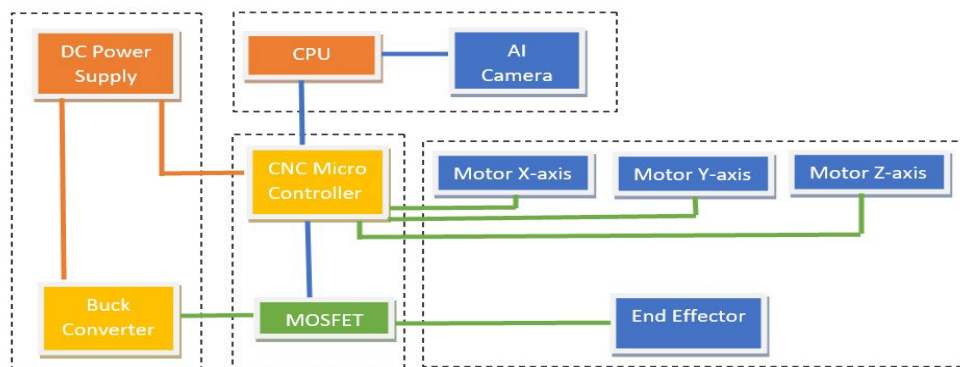 DC Power
Supply
CPU
AI
Camera
CNC Micro
Controller
Motor X-axis
Motor Y-axis
Motor Z-axis
Buck
Converter
MOSFET
End Effector